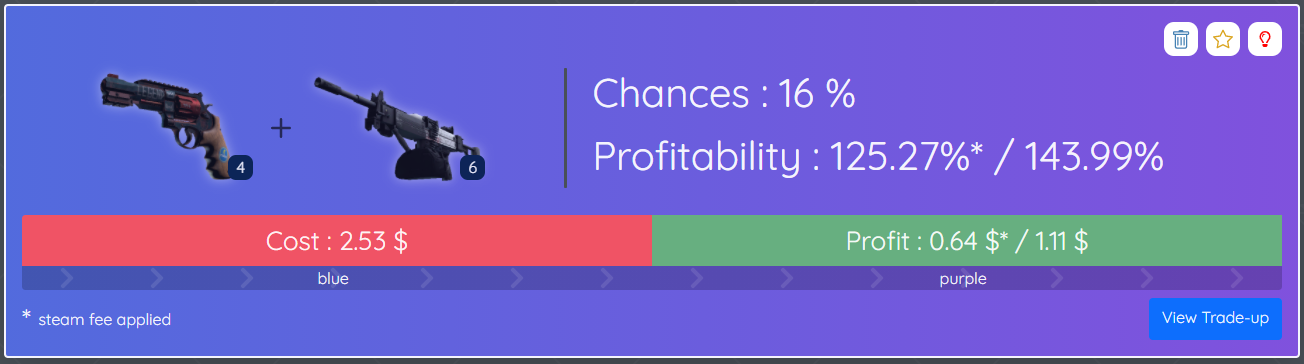 Chances : 16 %
Profitability : 125.27%* / 143.99%
4
+
6
Cost : 2.53 $
Profit : 0.64 $* / 1.11 $
blue
purple
* steam fee applied
View Trade-up